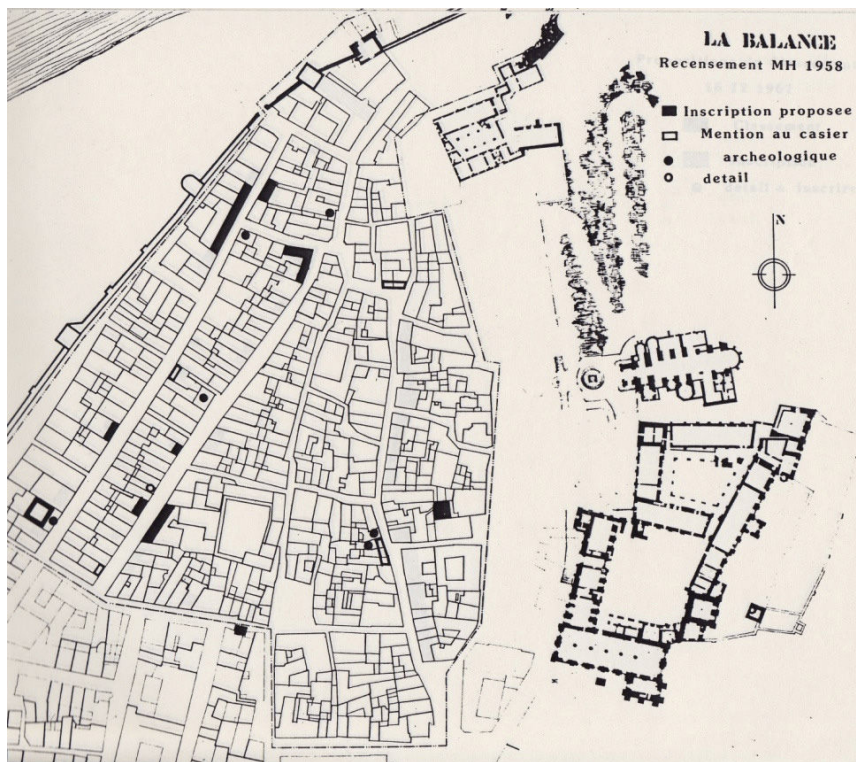 LA BALANCE
Recensement MH 1958
Inscription proposee
Mention au casier
archeologique
detail
N